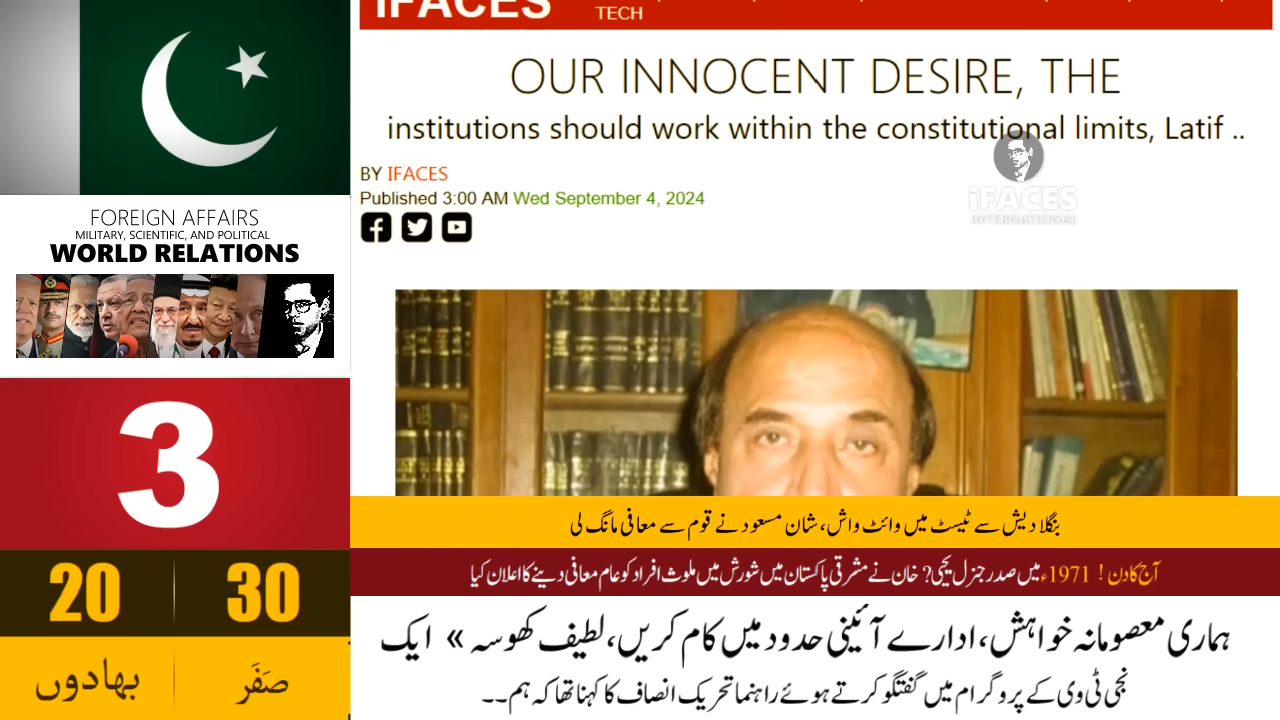 iFACES
TECH
OUR INNOCENT DESIRE, THE
institutions should work within the constitutional limits, Latif ..
BY IFACES
Published 3:00 AM Wed September 4, 2024
iFACES
INTERNATIONAL
FOREIGN AFFAIRS
MILITARY, SCIENTIFIC, AND POLITICAL
WORLD RELATIONS
3
20 30
بھادوں صَفَر
بنگلا دیش سے ٹیسٹ میں وائٹ واش، شان مسعود نے قوم سے معافی مانگ لی
آج کا دن ! 1971ء میں صدر جنرل یحیی? خان نے مشرقی پاکستان میں شورش میں ملوث افراد کو عام معافی دینے کا اعلان کیا
ہماری معصومانہ خواہش، ادارے آئینی حدود میں کام کریں، لطیف کھوسہ » ایک
نجی ٹی وی کے پروگرام میں گفتگو کرتے ہوئے راہنما تحریک انصاف کا کہنا تھا کہ ہم۔۔